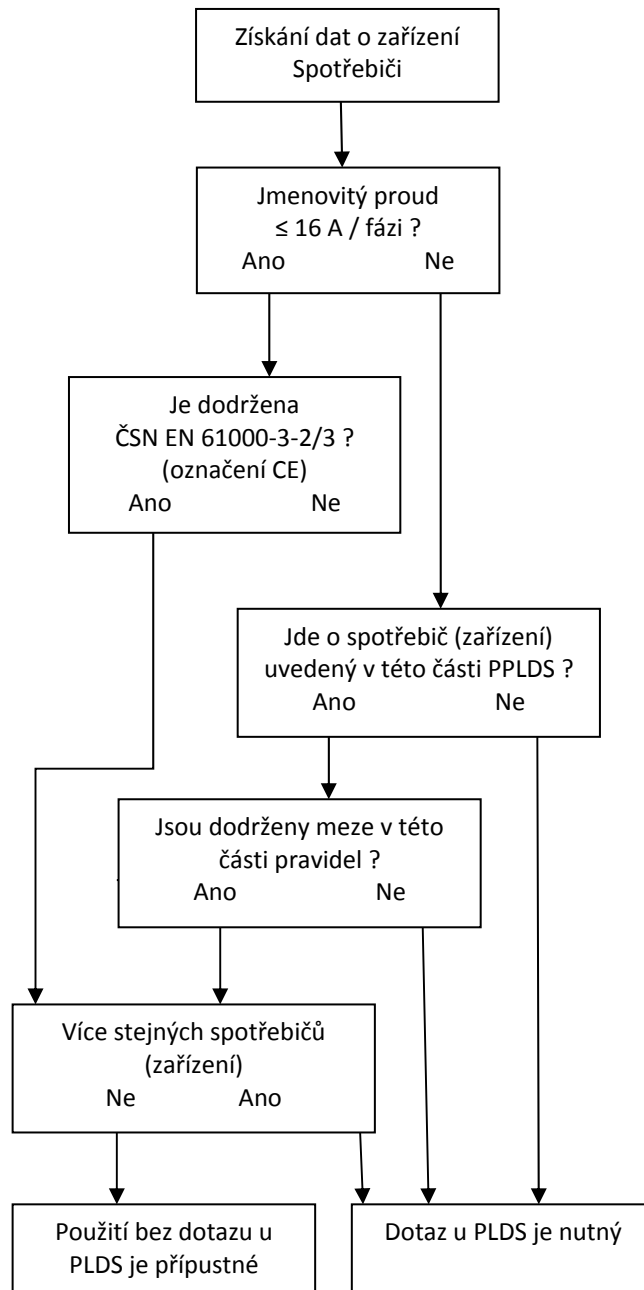 Získání dat o zařízení
Spotřebiči
Jmenovitý proud
≤ 16 A / fázi ?
Ano Ne
Je dodržena
ČSN EN 61000-3-2/3 ?
(označení CE)
Ano Ne
Jde o spotřebič (zařízení)
uvedený v této části PPLDS ?
Ano Ne
Jsou dodrženy meze v této
části pravidel ?
Ano Ne
Více stejných spotřebičů
(zařízení)
Ne Ano
Použití bez dotazu u
PLDS je přípustné
Dotaz u PLDS je nutný